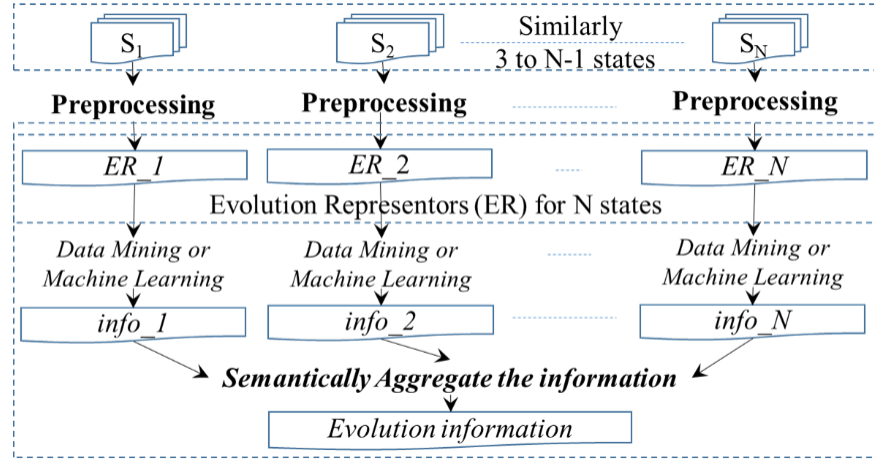 S1 S2 Similarly SN
3 to N-1 states
Preprocessing Preprocessing Preprocessing
ER_1 ER_2 ER_N
Evolution Representors (ER) for N states
Data Mining or Data Mining or Data Mining or
Machine Learning Machine Learning Machine Learning
info_1 info_2 info_N
Semantically Aggregate the information
Evolution information